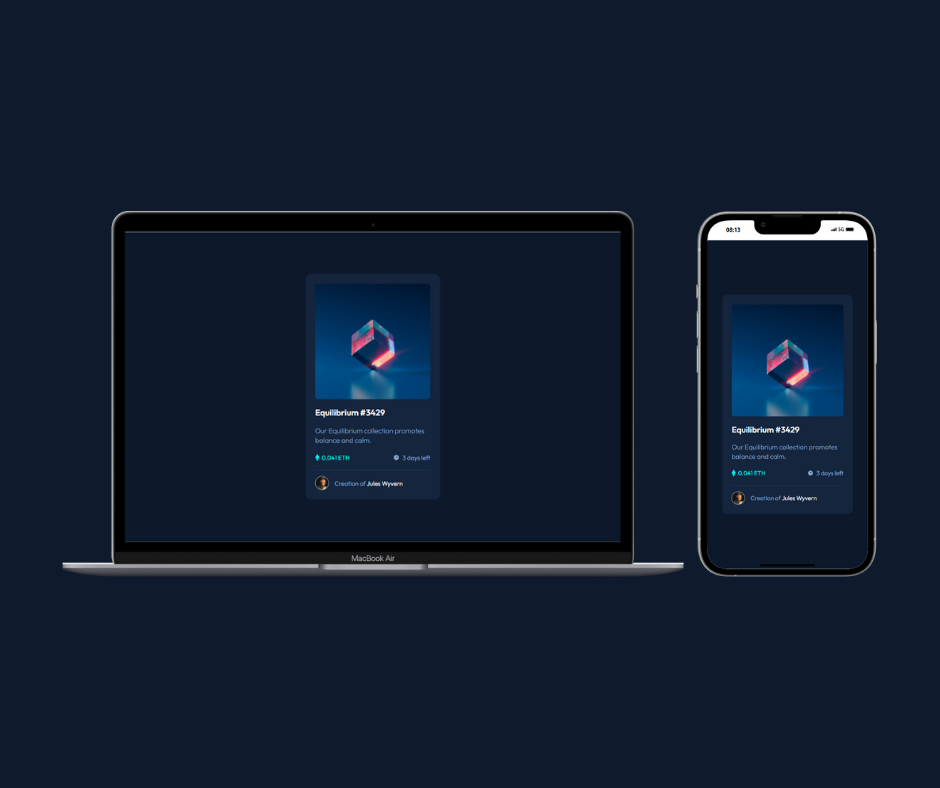 Equilibrium #3429
Our Equilibrium collection promotes
balance and calm.
0.041 ETH
3 days left
Creation of Jules Wyvern
MacBook Air
08:13
5G
Equilibrium #3429
Our Equilibrium collection promotes
balance and calm.
0.041 ETH
3 days left
Creation of Jules Wyvern